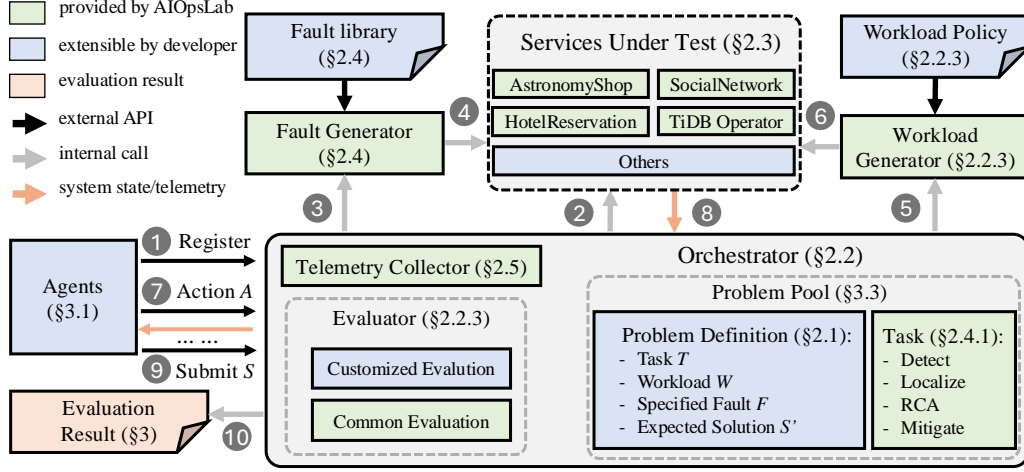 provided by AIOpsLab
extensible by developer
evaluation result
external API
internal call
system state/telemetry
Fault library
(§2.4)
Fault Generator
(§2.4)
4
3
Services Under Test (§2.3)
AstronomyShop
SocialNetwork
HotelReservation
TiDB Operator
Others
2
8
Workload Policy
(§2.2.3)
6
Workload
Generator (§2.2.3)
5
Agents
(§3.1)
1 Register
7 Action A
... ...
9 Submit S
Evaluation
Result (§3)
10
Orchestrator (§2.2)
Telemetry Collector (§2.5)
Evaluator (§2.2.3)
Customized Evalution
Common Evaluation
Problem Pool (§3.3)
Problem Definition (§2.1):
- Task T
- Workload W
- Specified Fault F
- Expected Solution S’
Task (§2.4.1):
- Detect
- Localize
- RCA
- Mitigate